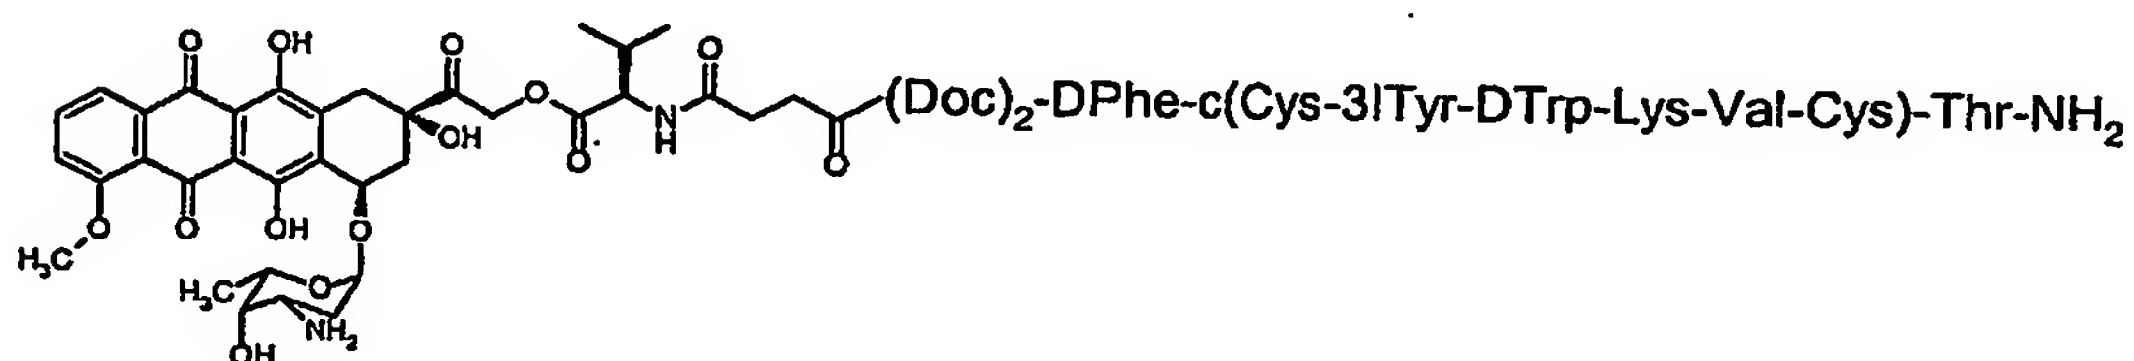 O OH O O
O (Doc)2-DPhe-c(Cys-3ITyr-DTrp-Lys-Val-Cys)-Thr-NH2
OH O N H O
O O OH O
H3C
H3C O
NH2
OH